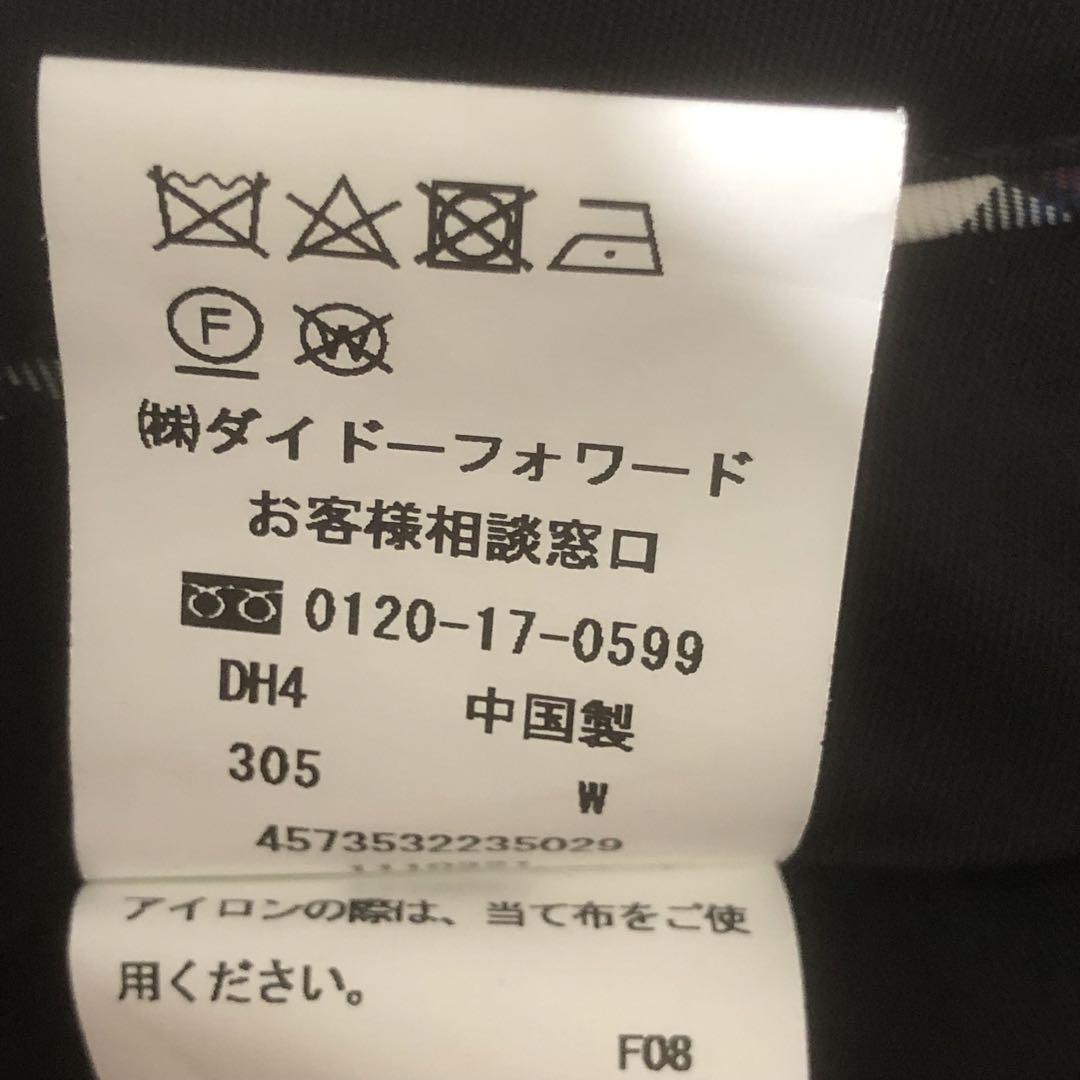 F W
㈱ダイドーフォワード
お客様相談窓口
0120-17-0599
DH4 中国製
305 W
4573532235029
アイロンの際は、当て布をご使
用ください。
F08